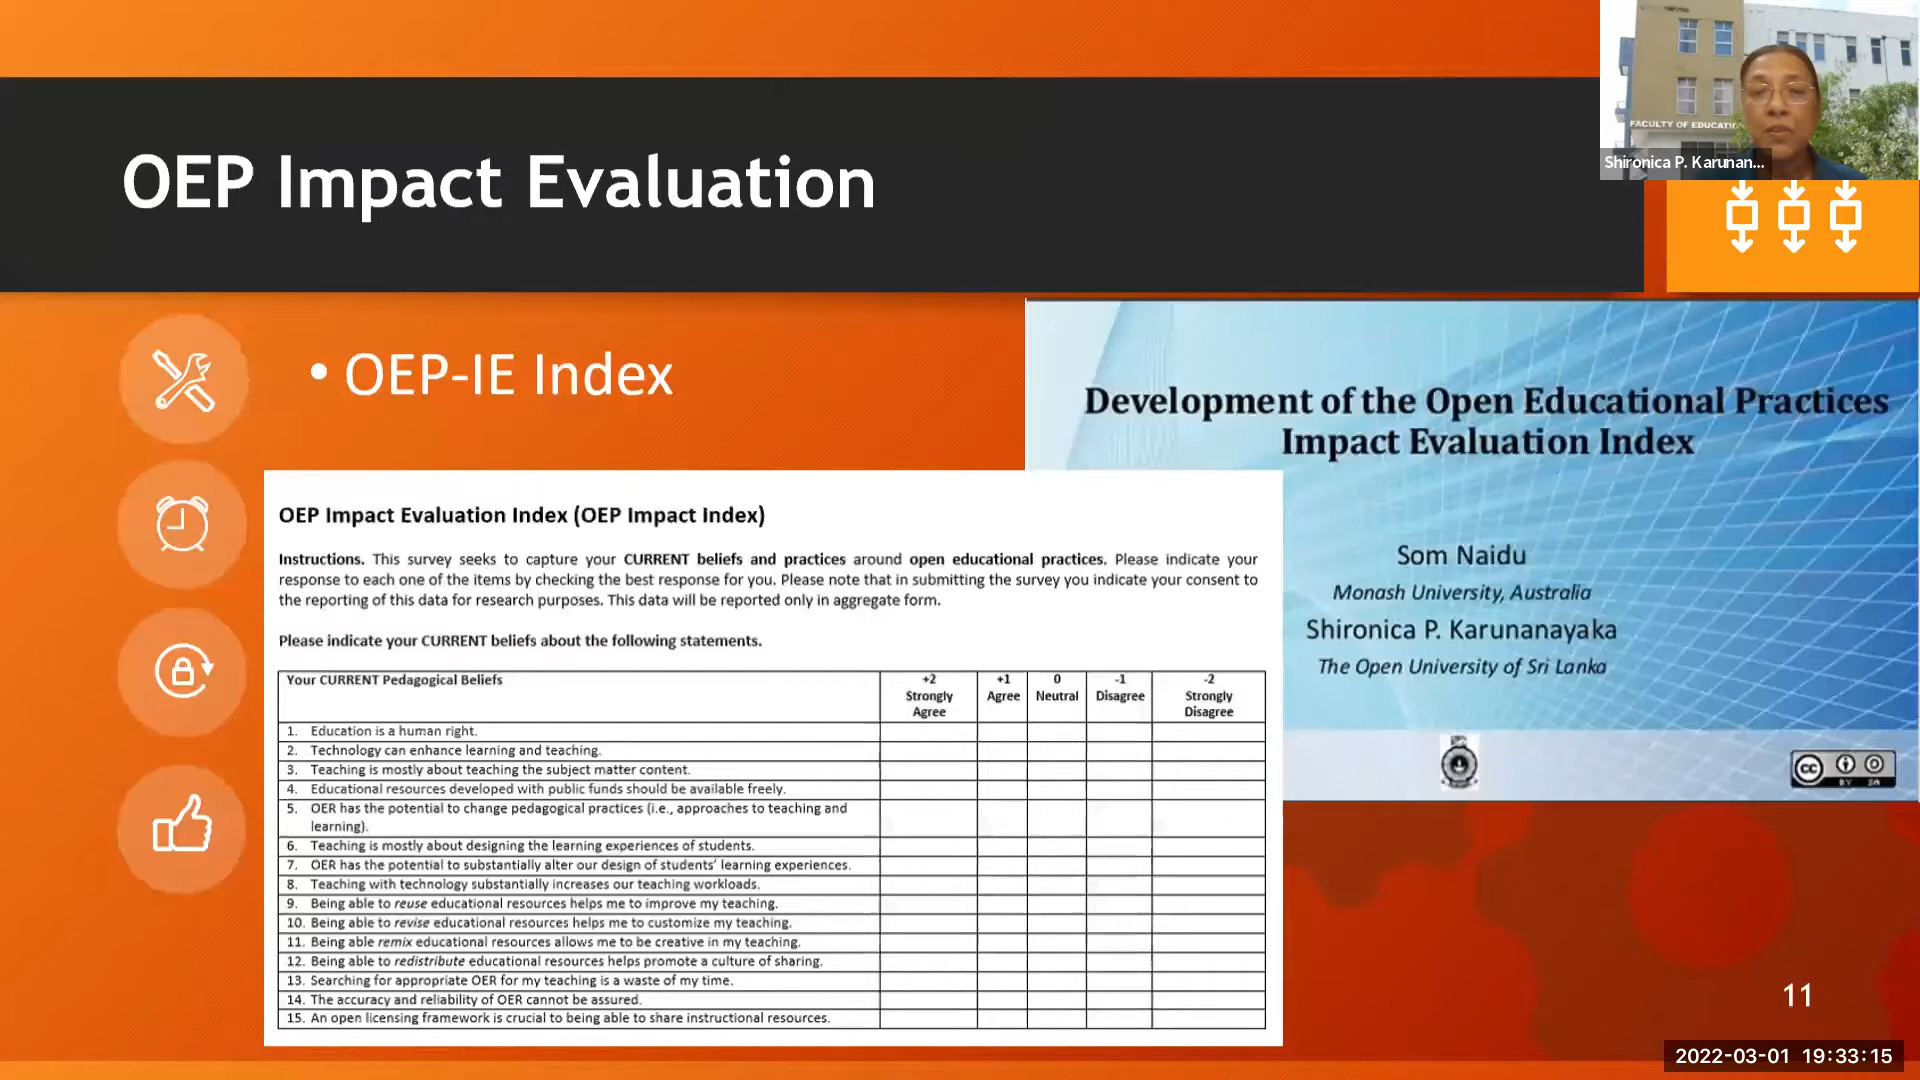 FACULTY OF EDUCATIO
Shironica P. Karunan...
OEP Impact Evaluation
• OEP-IE Index
Development of the Open Educational Practices
Impact Evaluation Index
Som Naidu
Monash University, Australia
Shironica P. Karunanayaka
The Open University of Sri Lanka
cc BY SA
OEP Impact Evaluation Index (OEP Impact Index)
Instructions. This survey seeks to capture your CURRENT beliefs and practices around open educational practices. Please indicate your
response to each one of the items by checking the best response for you. Please note that in submitting the survey you indicate your consent to
the reporting of this data for research purposes. This data will be reported only in aggregate form.
Please indicate your CURRENT beliefs about the following statements.
Your CURRENT Pedagogical Beliefs +2 +1 0 -1 -2
Strongly Agree Neutral Disagree Strongly
Agree Disagree
1. Education is a human right.
2. Technology can enhance learning and teaching.
3. Teaching is mostly about teaching the subject matter content.
4. Educational resources developed with public funds should be available freely.
5. OER has the potential to change pedagogical practices (i.e., approaches to teaching and
learning).
6. Teaching is mostly about designing the learning experiences of students.
7. OER has the potential to substantially alter our design of students' learning experiences.
8. Teaching with technology substantially increases our teaching workloads.
9. Being able to reuse educational resources helps me to improve my teaching.
10. Being able to revise educational resources helps me to customize my teaching.
11. Being able remix educational resources allows me to be creative in my teaching.
12. Being able to redistribute educational resources helps promote a culture of sharing.
13. Searching for appropriate OER for my teaching is a waste of my time.
14. The accuracy and reliability of OER cannot be assured.
15. An open licensing framework is crucial to being able to share instructional resources.
11
2022-03-01 19:33:15